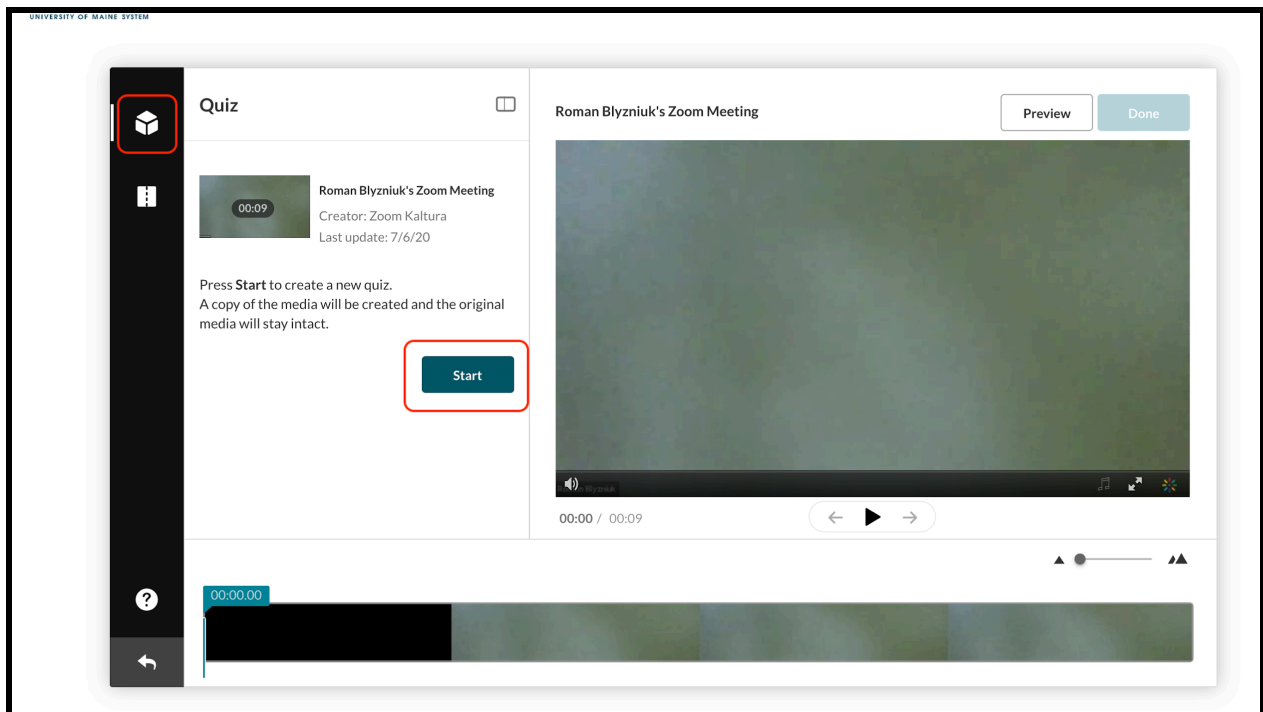 UNIVERSITY OF MAINE SYSTEM
Quiz
Roman Blyzniuk's Zoom Meeting
Preview
Done
00:09
Roman Blyzniuk's Zoom Meeting
Creator: Zoom Kaltura
Last update: 7/6/20
Press Start to create a new quiz.
A copy of the media will be created and the original
media will stay intact.
Start
Roman Blyzniuk
00:00 / 00:09
?
00:00.00